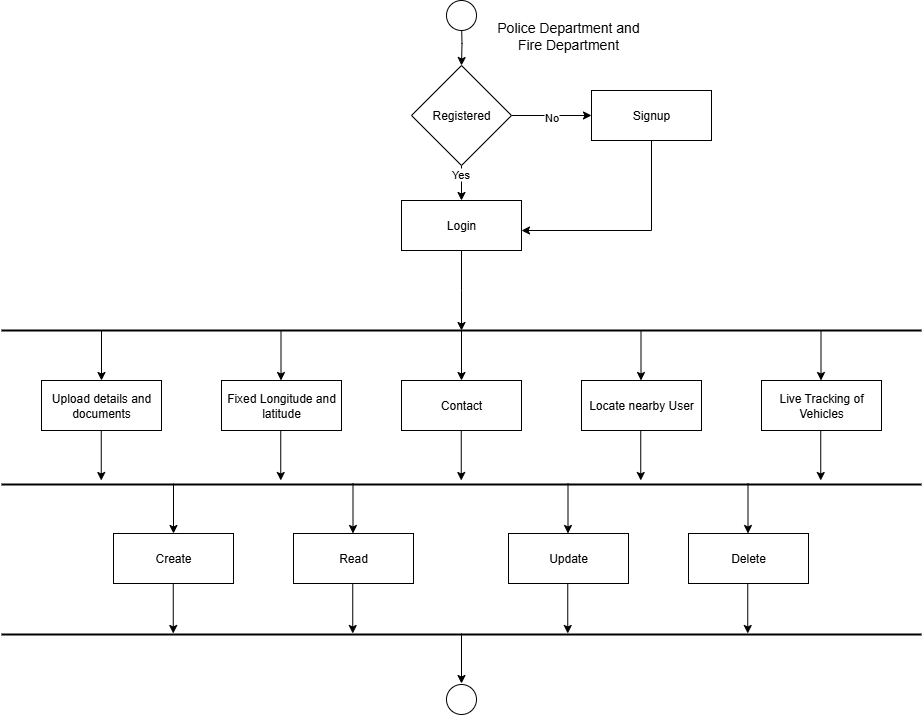 Police Department and
Fire Department
Registered
No
Signup
Yes
Login
Upload details and
documents
Fixed Longitude and
latitude
Contact
Locate nearby User
Live Tracking of
Vehicles
Create
Read
Update
Delete